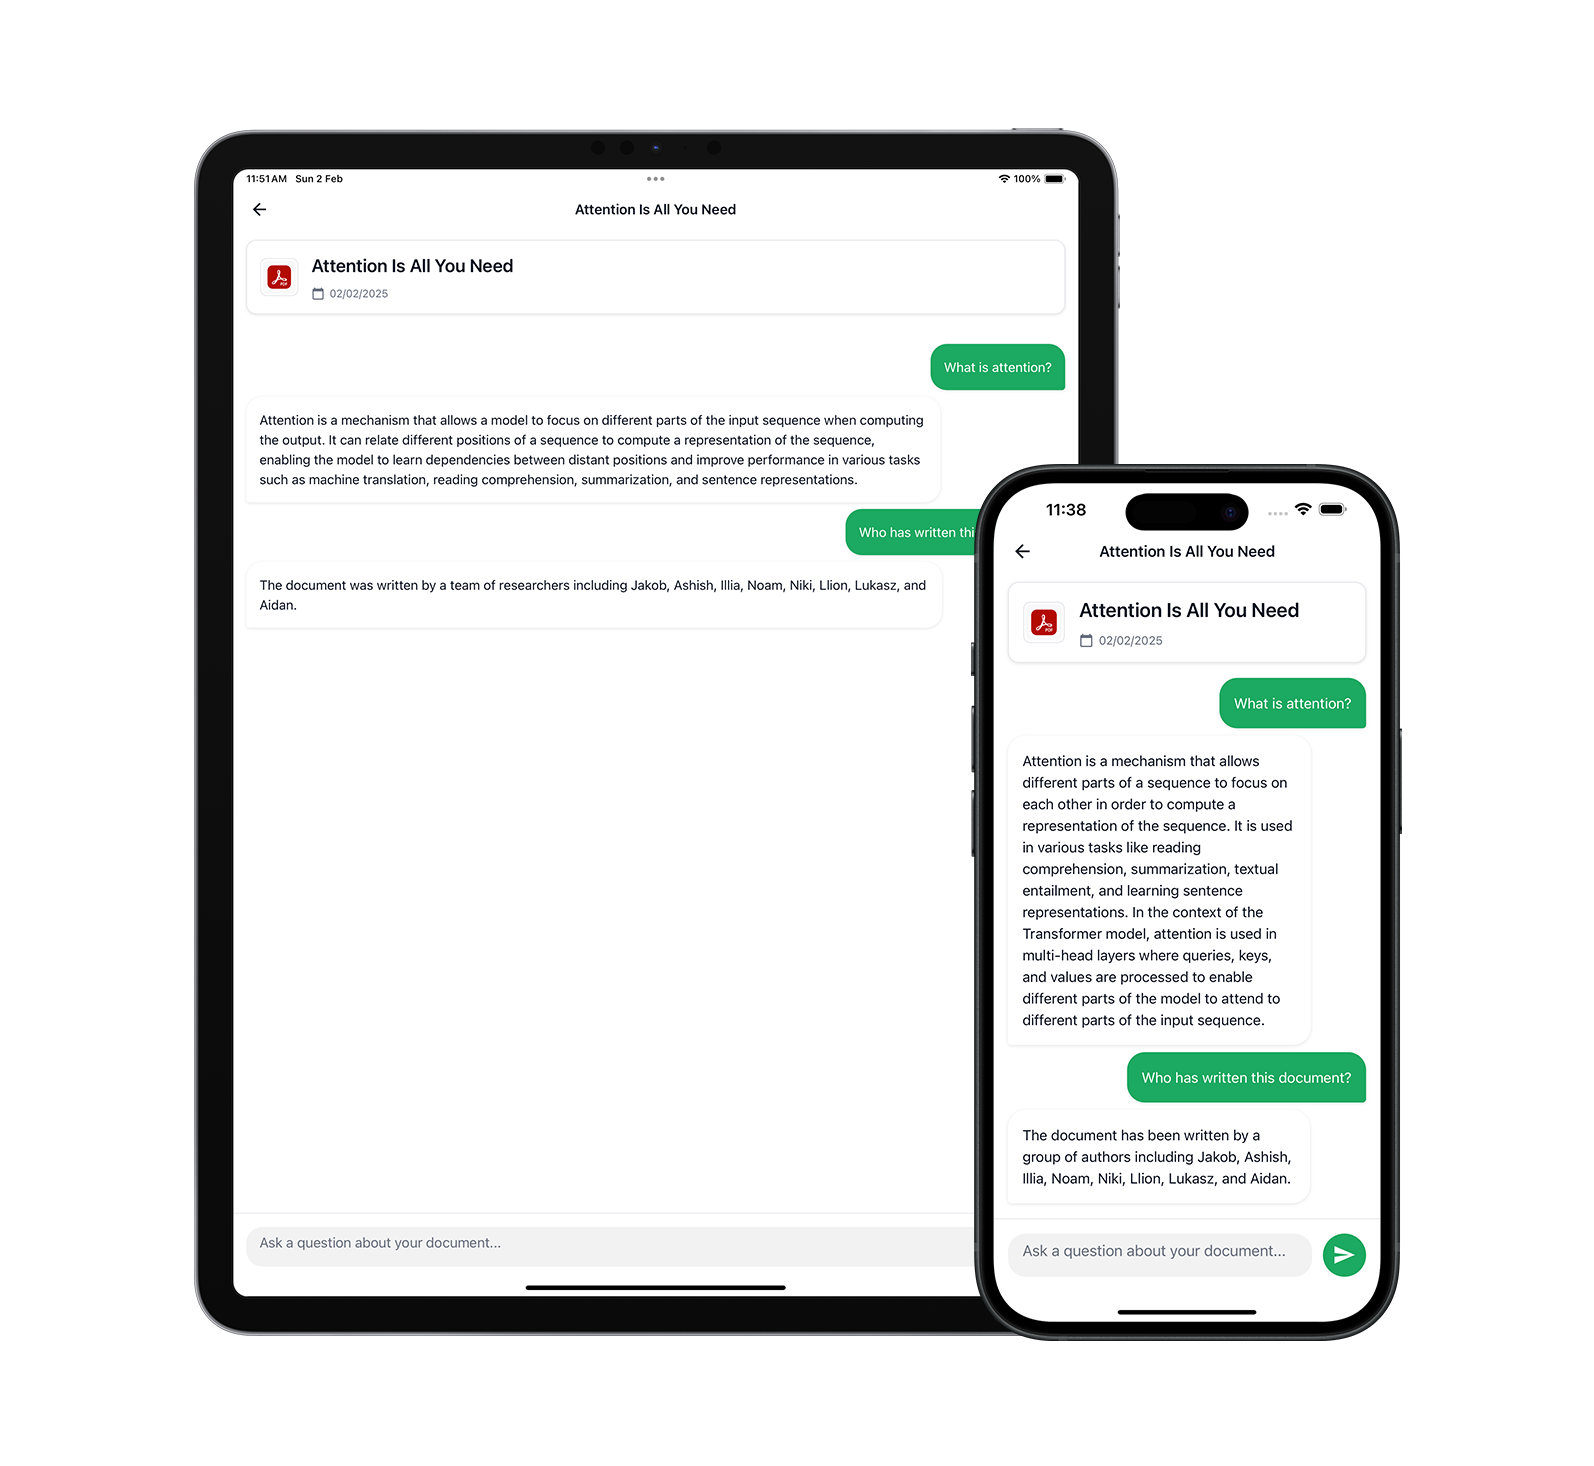 11:51 AM Sun 2 Feb
100%
Attention Is All You Need
Attention Is All You Need
PDF
02/02/2025
What is attention?
Attention is a mechanism that allows a model to focus on different parts of the input sequence when computing
the output. It can relate different positions of a sequence to compute a representation of the sequence,
enabling the model to learn dependencies between distant positions and improve performance in various tasks
such as machine translation, reading comprehension, summarization, and sentence representations.
Who has written thi
The document was written by a team of researchers including Jakob, Ashish, Illia, Noam, Niki, Llion, Lukasz, and
Aidan.
Ask a question about your document...
11:38
Attention Is All You Need
Attention Is All You Need
PDF
02/02/2025
What is attention?
Attention is a mechanism that allows
different parts of a sequence to focus on
each other in order to compute a
representation of the sequence. It is used
in various tasks like reading
comprehension, summarization, textual
entailment, and learning sentence
representations. In the context of the
Transformer model, attention is used in
multi-head layers where queries, keys,
and values are processed to enable
different parts of the model to attend to
different parts of the input sequence.
Who has written this document?
The document has been written by a
group of authors including Jakob, Ashish,
Illia, Noam, Niki, Llion, Lukasz, and Aidan.
Ask a question about your document...